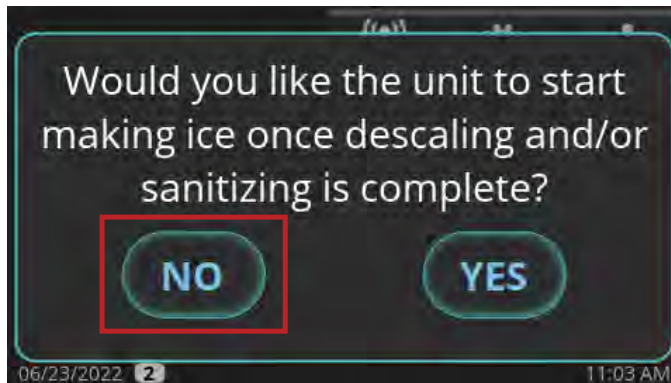 Would you like the unit to start
making ice once descaling and/or
sanitizing is complete?
NO YES
06/23/2022 2 11:03 AM